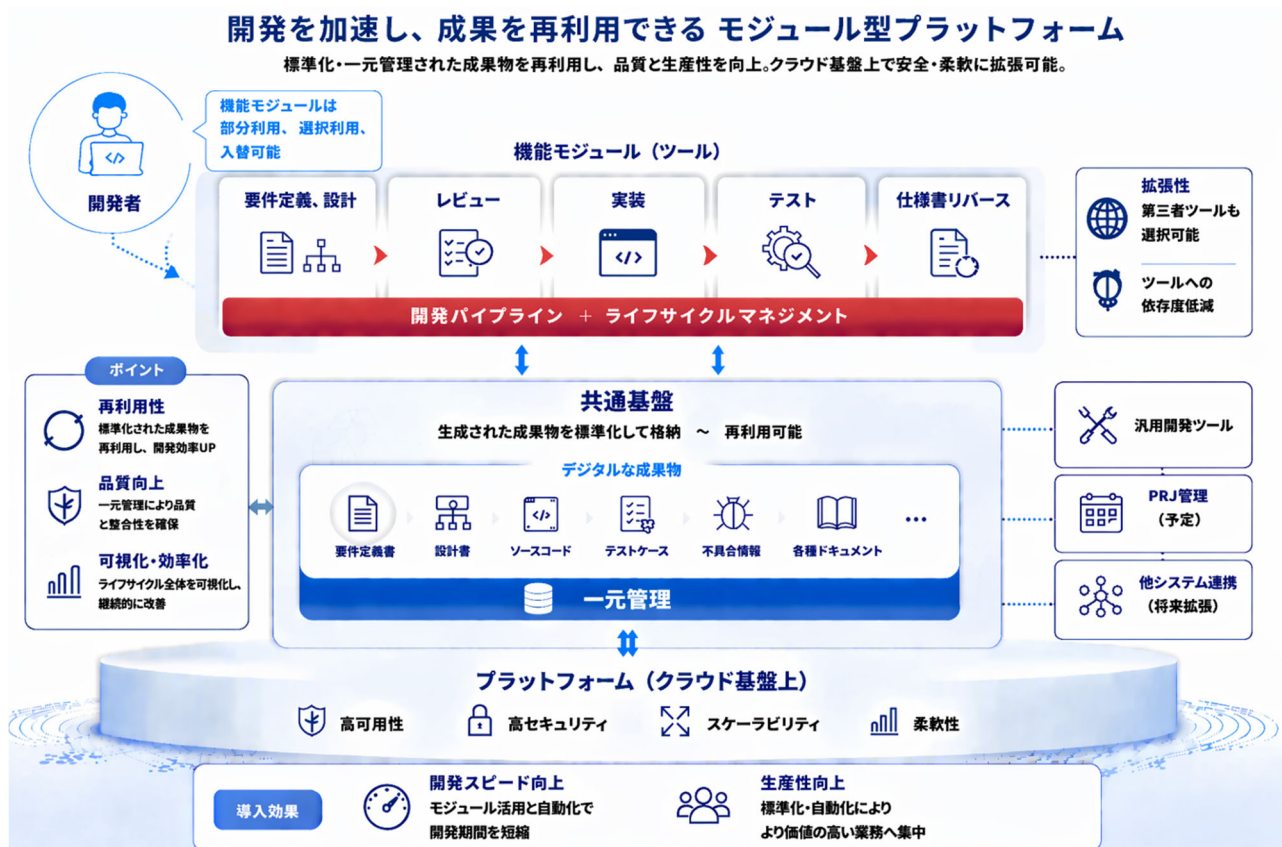 開発を加速し、成果を再利用できる モジュール型プラットフォーム
標準化・一元管理された成果物を再利用し、品質と生産性を向上。クラウド基盤上で安全・柔軟に拡張可能。
開発者
機能モジュールは
部分利用、選択利用、
入替可能
機能モジュール（ツール）
要件定義、設計
レビュー
実装
</>
テスト
仕様書リバース
開発パイプライン ＋ ライフサイクルマネジメント
拡張性
第三者ツールも
選択可能
ツールへの
依存度低減
ポイント
再利用性
標準化された成果物を
再利用し、開発効率UP
品質向上
一元管理により品質
と整合性を確保
可視化・効率化
ライフサイクル全体を可視化し、
継続的に改善
共通基盤
生成された成果物を標準化して格納 ～ 再利用可能
デジタルな成果物
要件定義書
設計書
</>
ソースコード
テストケース
不具合情報
各種ドキュメント
…
一元管理
汎用開発ツール
PRJ管理
（予定）
他システム連携
（将来拡張）
プラットフォーム（クラウド基盤上）
高可用性
高セキュリティ
スケーラビリティ
柔軟性
導入効果
開発スピード向上
モジュール活用と自動化で
開発期間を短縮
生産性向上
標準化・自動化により
より価値の高い業務へ集中